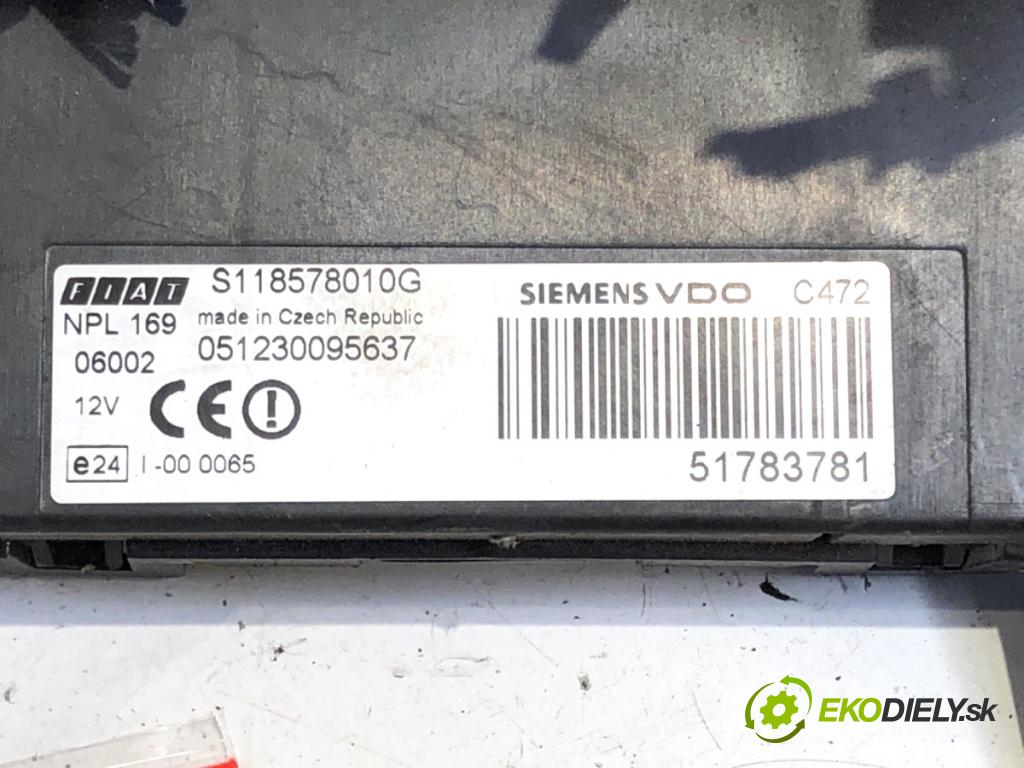 FIAT S118578010G SIEMENS VDO C472
NPL 169 made in Czech Republic
06002 051230095637
12V CE
e24 I -00 0065 51783781
EKODIELY.sk